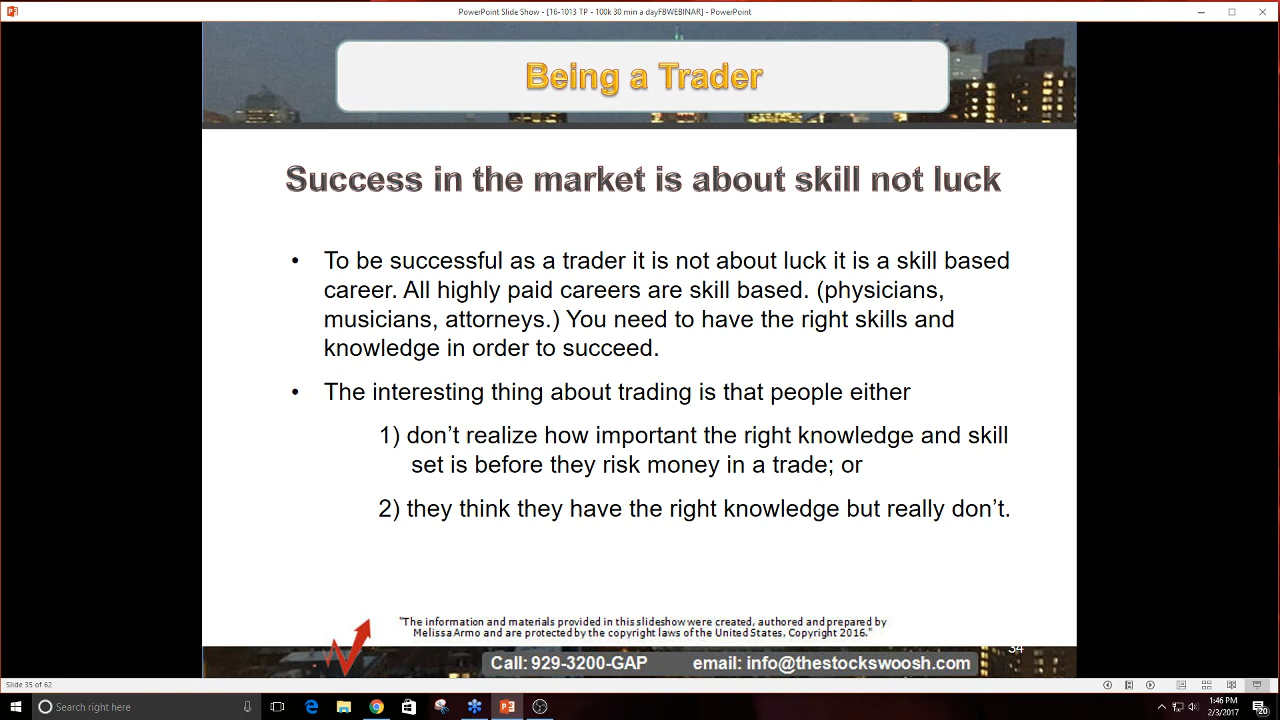 PowerPoint Slide Show - [16-1013 TP - 100k 30 min a dayFBWEBINAR] - PowerPoint
Being a Trader
Success in the market is about skill not luck
• To be successful as a trader it is not about luck it is a skill based
career. All highly paid careers are skill based. (physicians,
musicians, attorneys.) You need to have the right skills and
knowledge in order to succeed.
• The interesting thing about trading is that people either
1) don’t realize how important the right knowledge and skill
set is before they risk money in a trade; or
2) they think they have the right knowledge but really don’t.
"The information and materials provided in this slideshow were created, authored and prepared by
Melissa Armo and are protected by the copyright laws of the United States, Copyright 2016."
34
Call: 929-3200-GAP email: info@thestockswoosh.com
Slide 35 of 62
Search right here
1:46 PM
2/3/2017
20